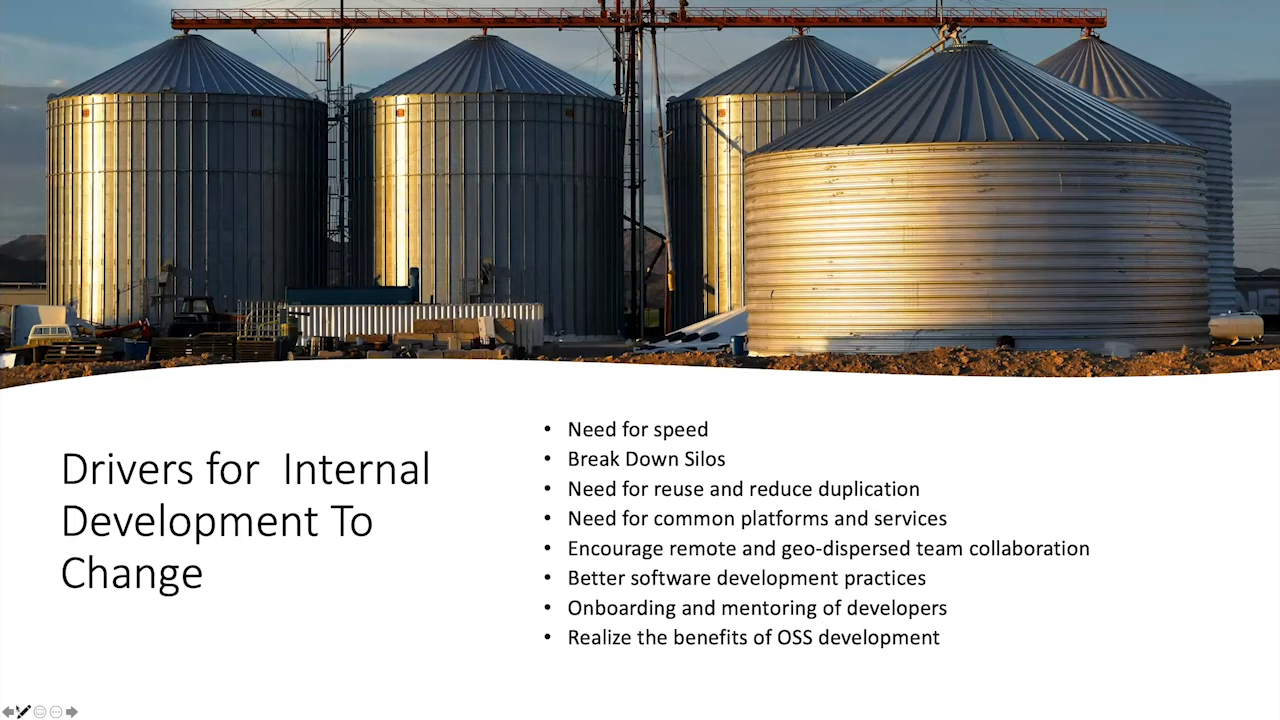 Drivers for  Internal
Development To
Change
• Need for speed
• Break Down Silos
• Need for reuse and reduce duplication
• Need for common platforms and services
• Encourage remote and geo-dispersed team collaboration
• Better software development practices
• Onboarding and mentoring of developers
• Realize the benefits of OSS development